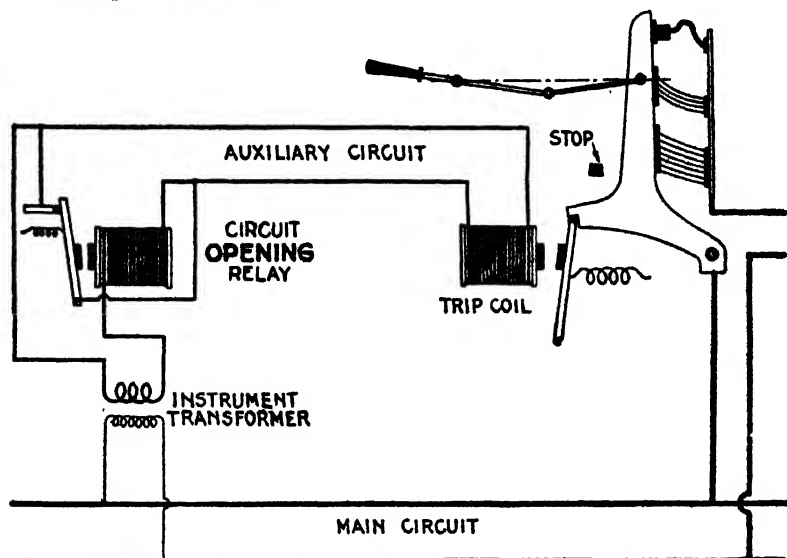 STOP
AUXILIARY CIRCUIT
CIRCUIT
OPENING
RELAY
TRIP COIL
INSTRUMENT
TRANSFORMER
MAIN CIRCUIT